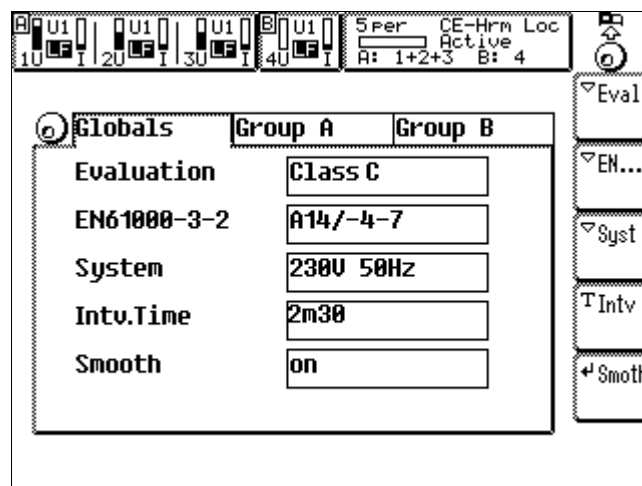 A U1 U1 U1 B U1 5 Per CE-Hrm Loc
LF LF LF LF Active
1U I 2U I 3U I 4U I A: 1+2+3 B: 4
Globals Group A Group B
Evaluation Class C
EN61000-3-2 A14/-4-7
System 230V 50Hz
Intv.Time 2m30
Smooth on
Eval
EN...
Syst
T Intv
Smoth